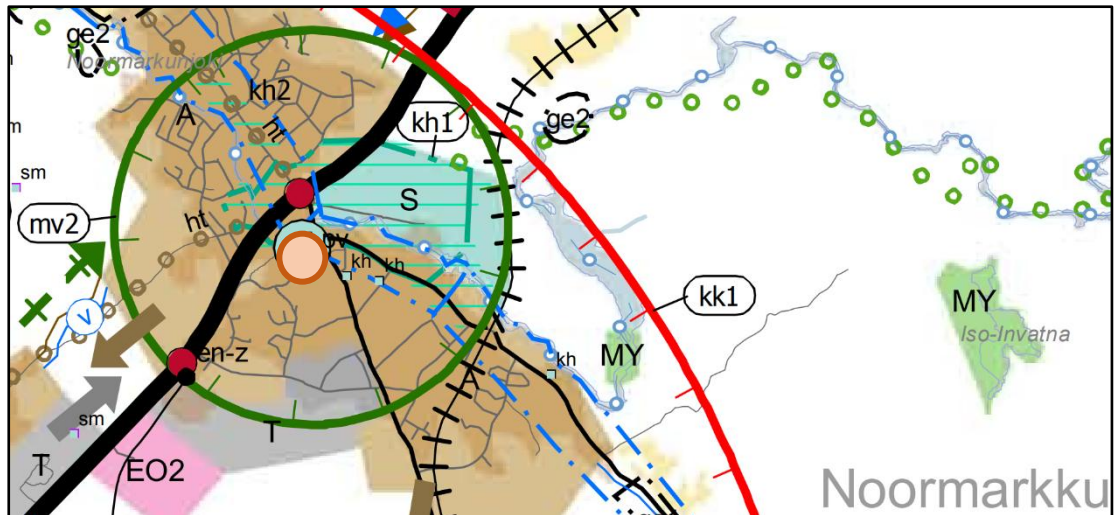 ge2
Noormarkunjoki
m
A
kh2
ht
kh1
ge2
sm
S
mv2
ht
pv
kh
kh
kk1
V
MY
Iso-Invatna
en-z
MY
kh
A
sm
T
T
EO2
Noormarkku